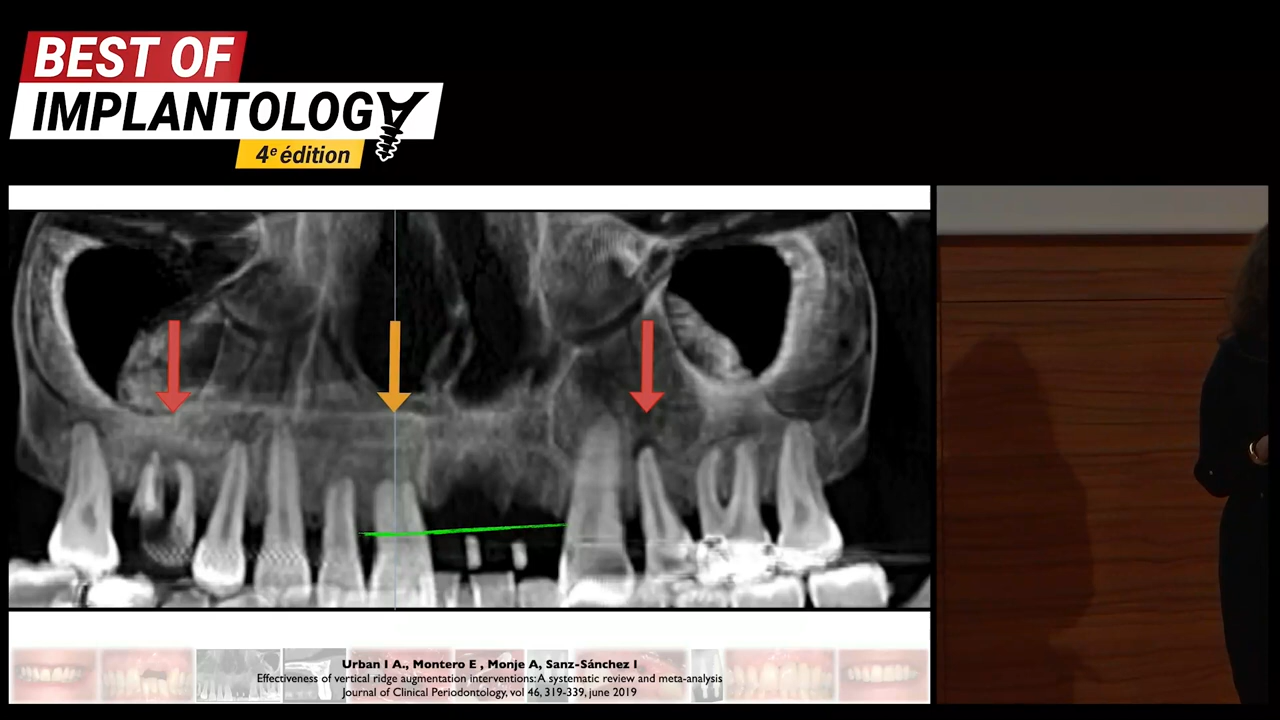 BEST OF
IMPLANTOLOGY
4e édition
Urban I A., Montero E , Monje A, Sanz-Sánchez I
Effectiveness of vertical ridge augmentation interventions: A systematic review and meta-analysis
Journal of Clinical Periodontology, vol 46, 319-339, june 2019